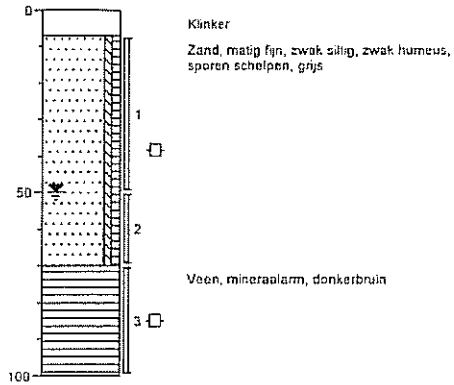 0
Klinker
Zand, matig fijn, zwak siltig, zwak humeus,
sporen schelpen, grijs
1
50
2
Veen, mineraalarm, donkerbruin
3
100